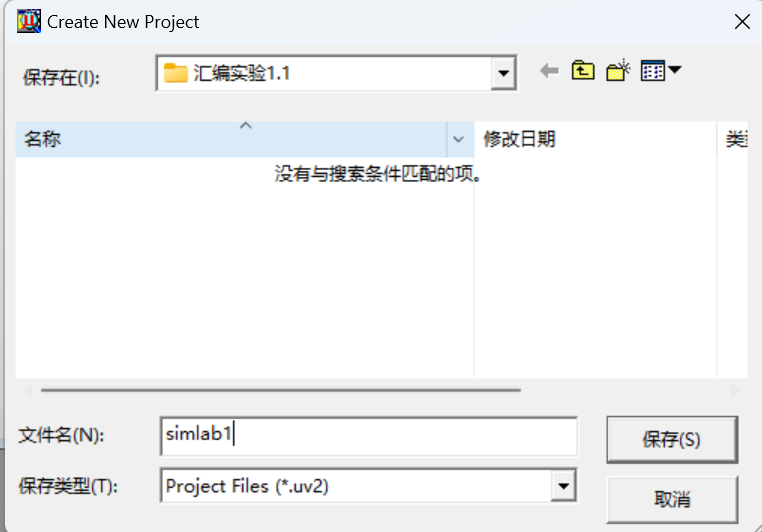 Create New Project
保存在(I):
汇编实验1.1
名称
修改日期
没有与搜索条件匹配的项。
文件名(N):
simlab1
保存(S)
保存类型(T):
Project Files (*.uv2)
取消